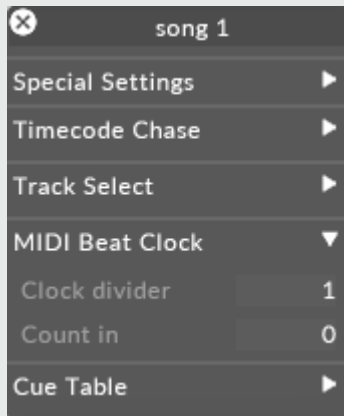 song 1
Special Settings
Timecode Chase
Track Select
MIDI Beat Clock
Clock divider 1
Count in 0
Cue Table